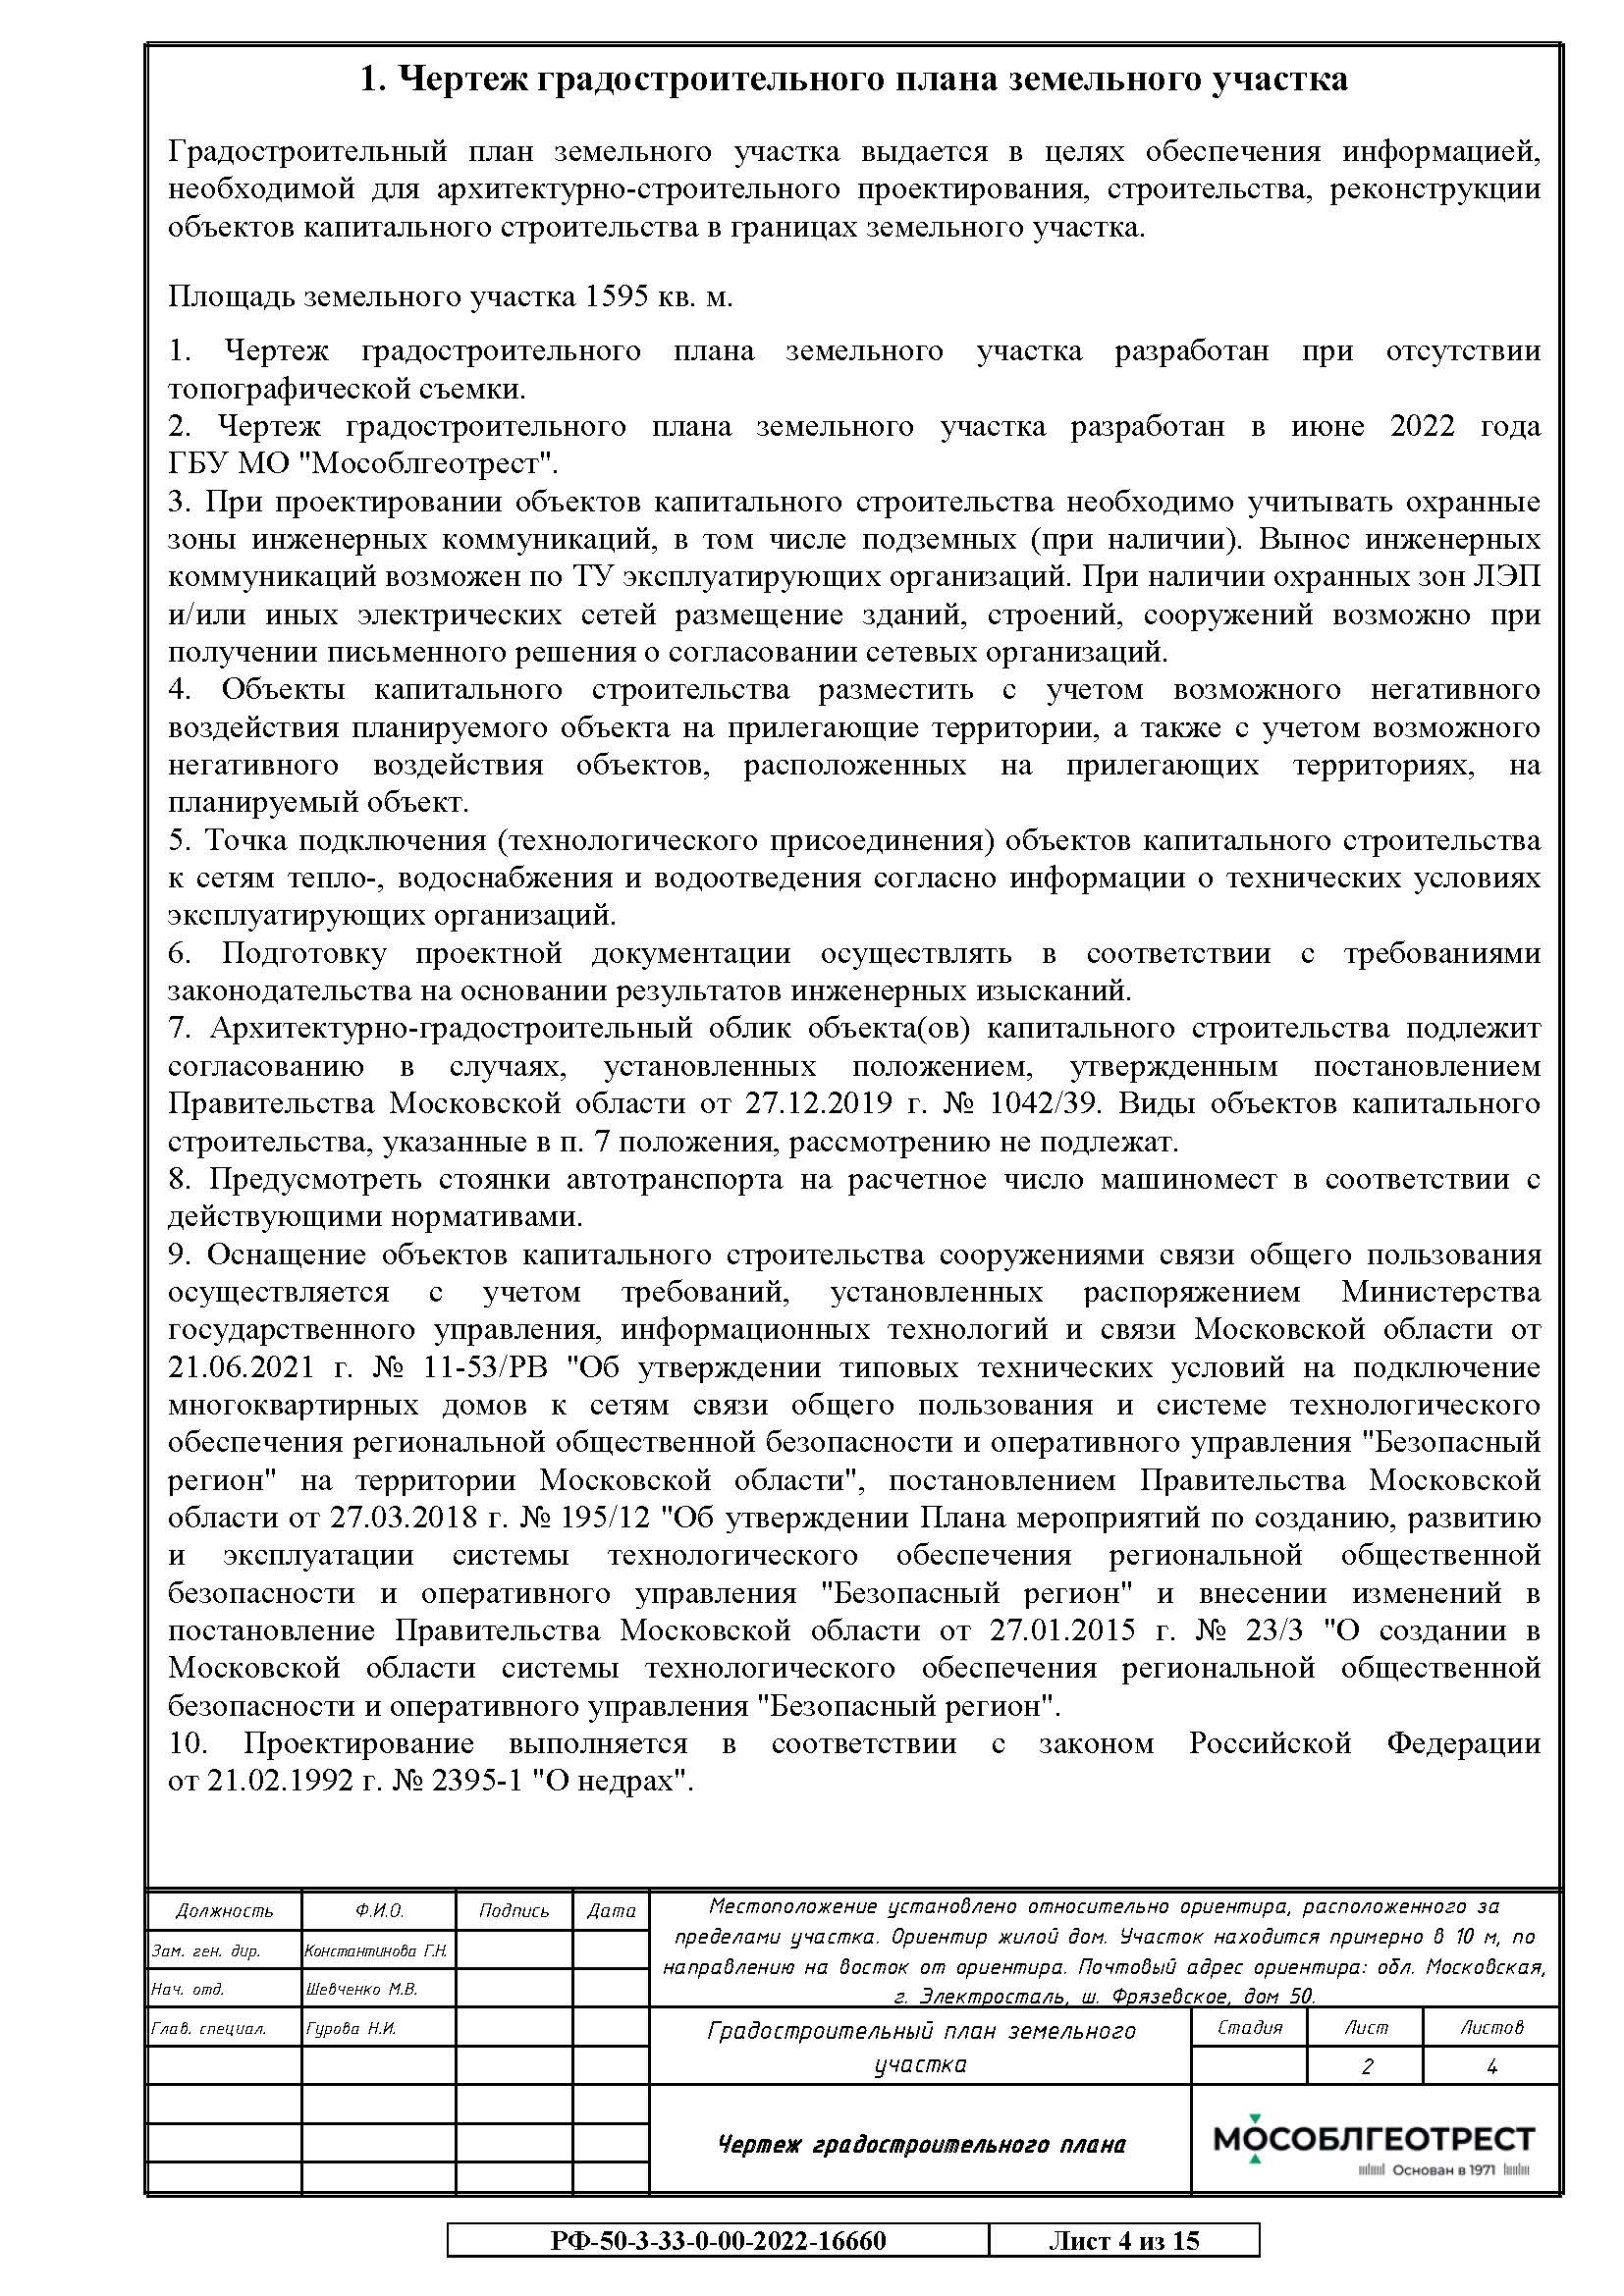 1. Чертеж градостроительного плана земельного участка
Градостроительный план земельного участка выдается в целях обеспечения информацией,
необходимой для архитектурно-строительного проектирования, строительства, реконструкции
объектов капитального строительства в границах земельного участка.
Площадь земельного участка 1595 кв. м.
1. Чертеж градостроительного плана земельного участка разработан при отсутствии
топографической съемки.
2. Чертеж градостроительного плана земельного участка разработан в июне 2022 года
ГБУ МО "Мособлгеотрест".
3. При проектировании объектов капитального строительства необходимо учитывать охранные
зоны инженерных коммуникаций, в том числе подземных (при наличии). Вынос инженерных
коммуникаций возможен по ТУ эксплуатирующих организаций. При наличии охранных зон ЛЭП
и/или иных электрических сетей размещение зданий, строений, сооружений возможно при
получении письменного решения о согласовании сетевых организаций.
4. Объекты капитального строительства разместить с учетом возможного негативного
воздействия планируемого объекта на прилегающие территории, а также с учетом возможного
негативного воздействия объектов, расположенных на прилегающих территориях, на
планируемый объект.
5. Точка подключения (технологического присоединения) объектов капитального строительства
к сетям тепло-, водоснабжения и водоотведения согласно информации о технических условиях
эксплуатирующих организаций.
6. Подготовку проектной документации осуществлять в соответствии с требованиями
законодательства на основании результатов инженерных изысканий.
7. Архитектурно-градостроительный облик объекта(ов) капитального строительства подлежит
согласованию в случаях, установленных положением, утвержденным постановлением
Правительства Московской области от 27.12.2019 г. № 1042/39. Виды объектов капитального
строительства, указанные в п. 7 положения, рассмотрению не подлежат.
8. Предусмотреть стоянки автотранспорта на расчетное число машиномест в соответствии с
действующими нормативами.
9. Оснащение объектов капитального строительства сооружениями связи общего пользования
осуществляется с учетом требований, установленных распоряжением Министерства
государственного управления, информационных технологий и связи Московской области от
21.06.2021 г. № 11-53/РВ "Об утверждении типовых технических условий на подключение
многоквартирных домов к сетям связи общего пользования и системе технологического
обеспечения региональной общественной безопасности и оперативного управления "Безопасный
регион" на территории Московской области", постановлением Правительства Московской
области от 27.03.2018 г. № 195/12 "Об утверждении Плана мероприятий по созданию, развитию
и эксплуатации системы технологического обеспечения региональной общественной
безопасности и оперативного управления "Безопасный регион" и внесении изменений в
постановление Правительства Московской области от 27.01.2015 г. № 23/3 "О создании в
Московской области системы технологического обеспечения региональной общественной
безопасности и оперативного управления "Безопасный регион".
10. Проектирование выполняется в соответствии с законом Российской Федерации
от 21.02.1992 г. № 2395-1 "О недрах".
Должность Ф.И.О. Подпись Дата
Зам. ген. дир. Константинова Г.Н.
Нач. отд. Шевченко М.В.
Глав. специал. Гурова Н.И.
Местоположение установлено относительно ориентира, расположенного за
пределами участка. Ориентир жилой дом. Участок находится примерно в 10 м, по
направлению на восток от ориентира. Почтовый адрес ориентира: обл. Московская,
г. Электросталь, ш. Фрязевское, дом 50.
Градостроительный план земельного
участка
Стадия Лист Листов
2 4
Чертеж градостроительного плана
МОСОБЛГЕОТРЕСТ
Основан в 1971
РФ-50-3-33-0-00-2022-16660 Лист 4 из 15